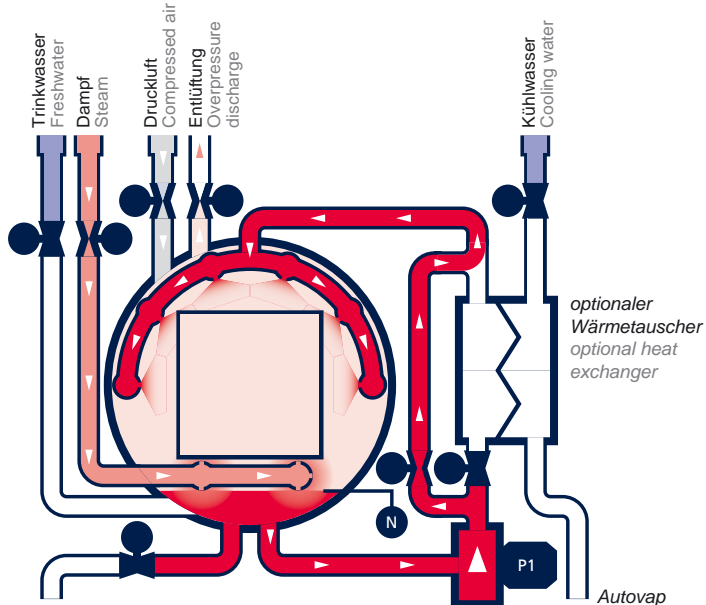 Trinkwasser
Freshwater
Dampf
Steam
Druckluft
Compressed air
Entlüftung
Overpressure
discharge
Kühlwasser
Cooling water
optionaler
Wärmetauscher
optional heat
exchanger
N
P1
Autovap